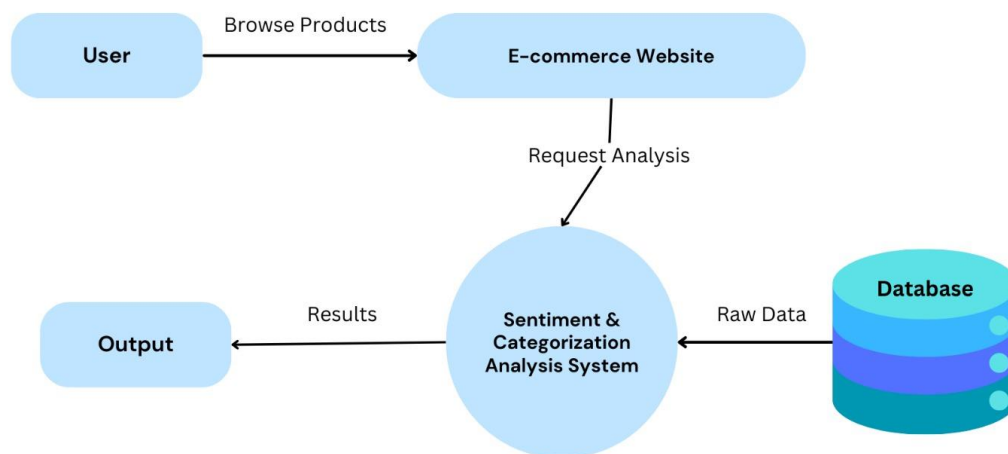 Browse Products
User
E-commerce Website
Request Analysis
Sentiment &
Categorization
Analysis System
Database
Raw Data
Results
Output